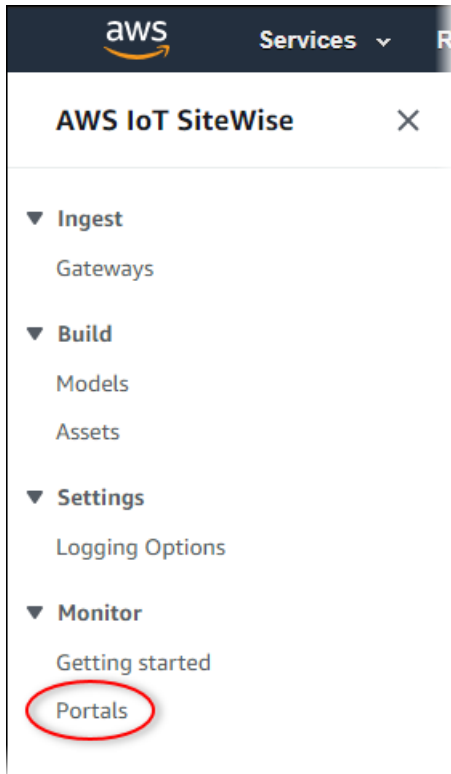 aws Services
AWS IoT SiteWise
Ingest
Gateways
Build
Models
Assets
Settings
Logging Options
Monitor
Getting started
Portals